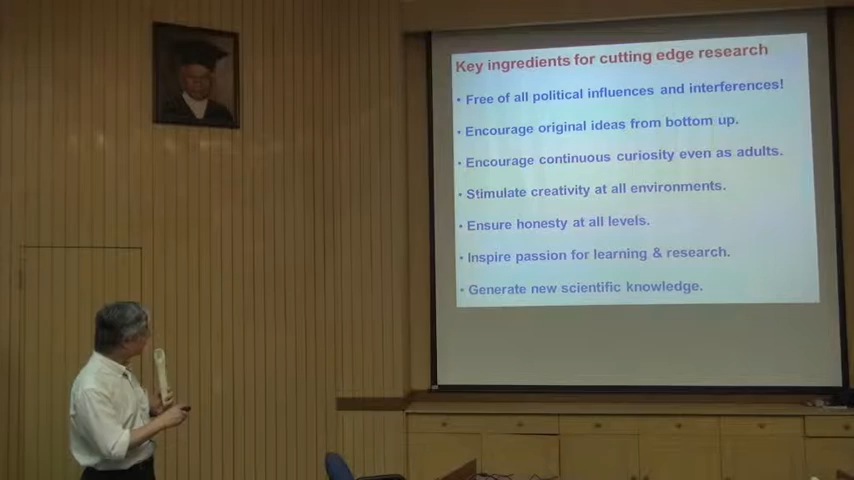 Key ingredients for cutting edge research
• Free of all political influences and interferences!
• Encourage original ideas from bottom up.
• Encourage continuous curiosity even as adults.
• Stimulate creativity at all environments.
• Ensure honesty at all levels.
• Inspire passion for learning & research.
• Generate new scientific knowledge.